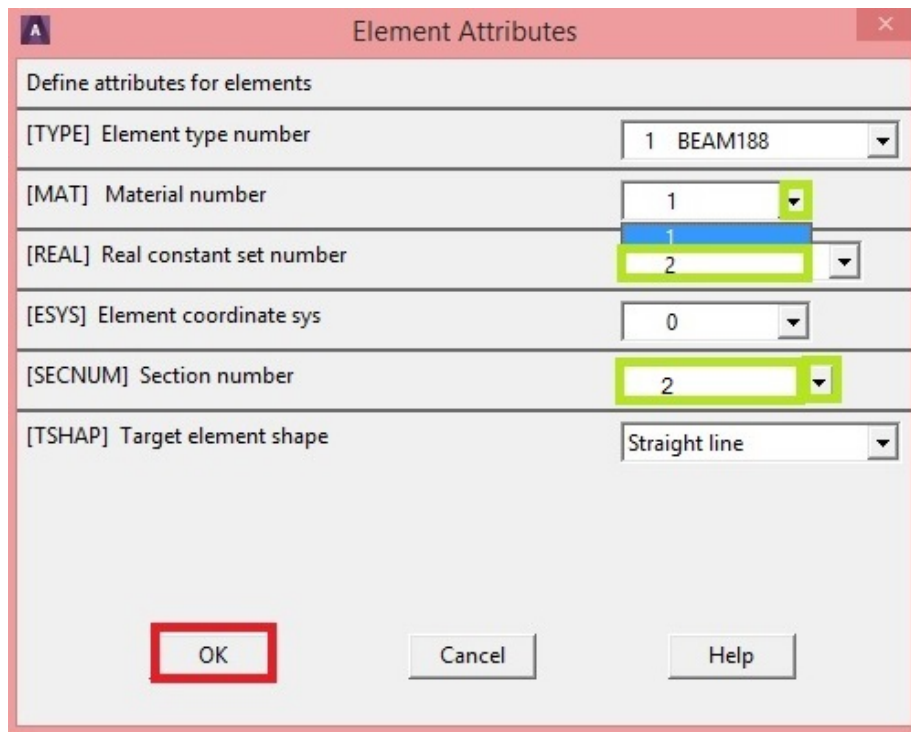 Element Attributes
Define attributes for elements
[TYPE] Element type number
1 BEAM188
[MAT] Material number
1
1
[REAL] Real constant set number
2
[ESYS] Element coordinate sys
0
[SECNUM] Section number
2
[TSHAP] Target element shape
Straight line
OK
Cancel
Help